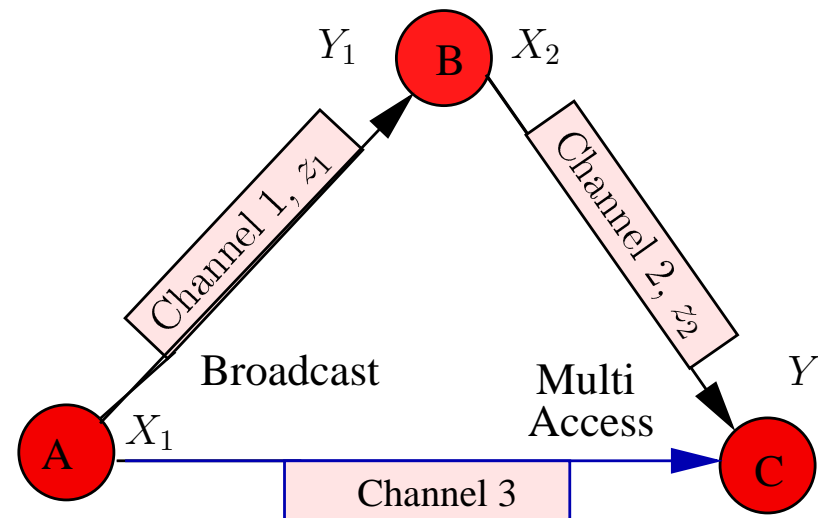 Y₁
B
X₂
Channel 1, z₁
Channel 2, z₂
Broadcast
Multi
Access
Y
A
X₁
C
Channel 3